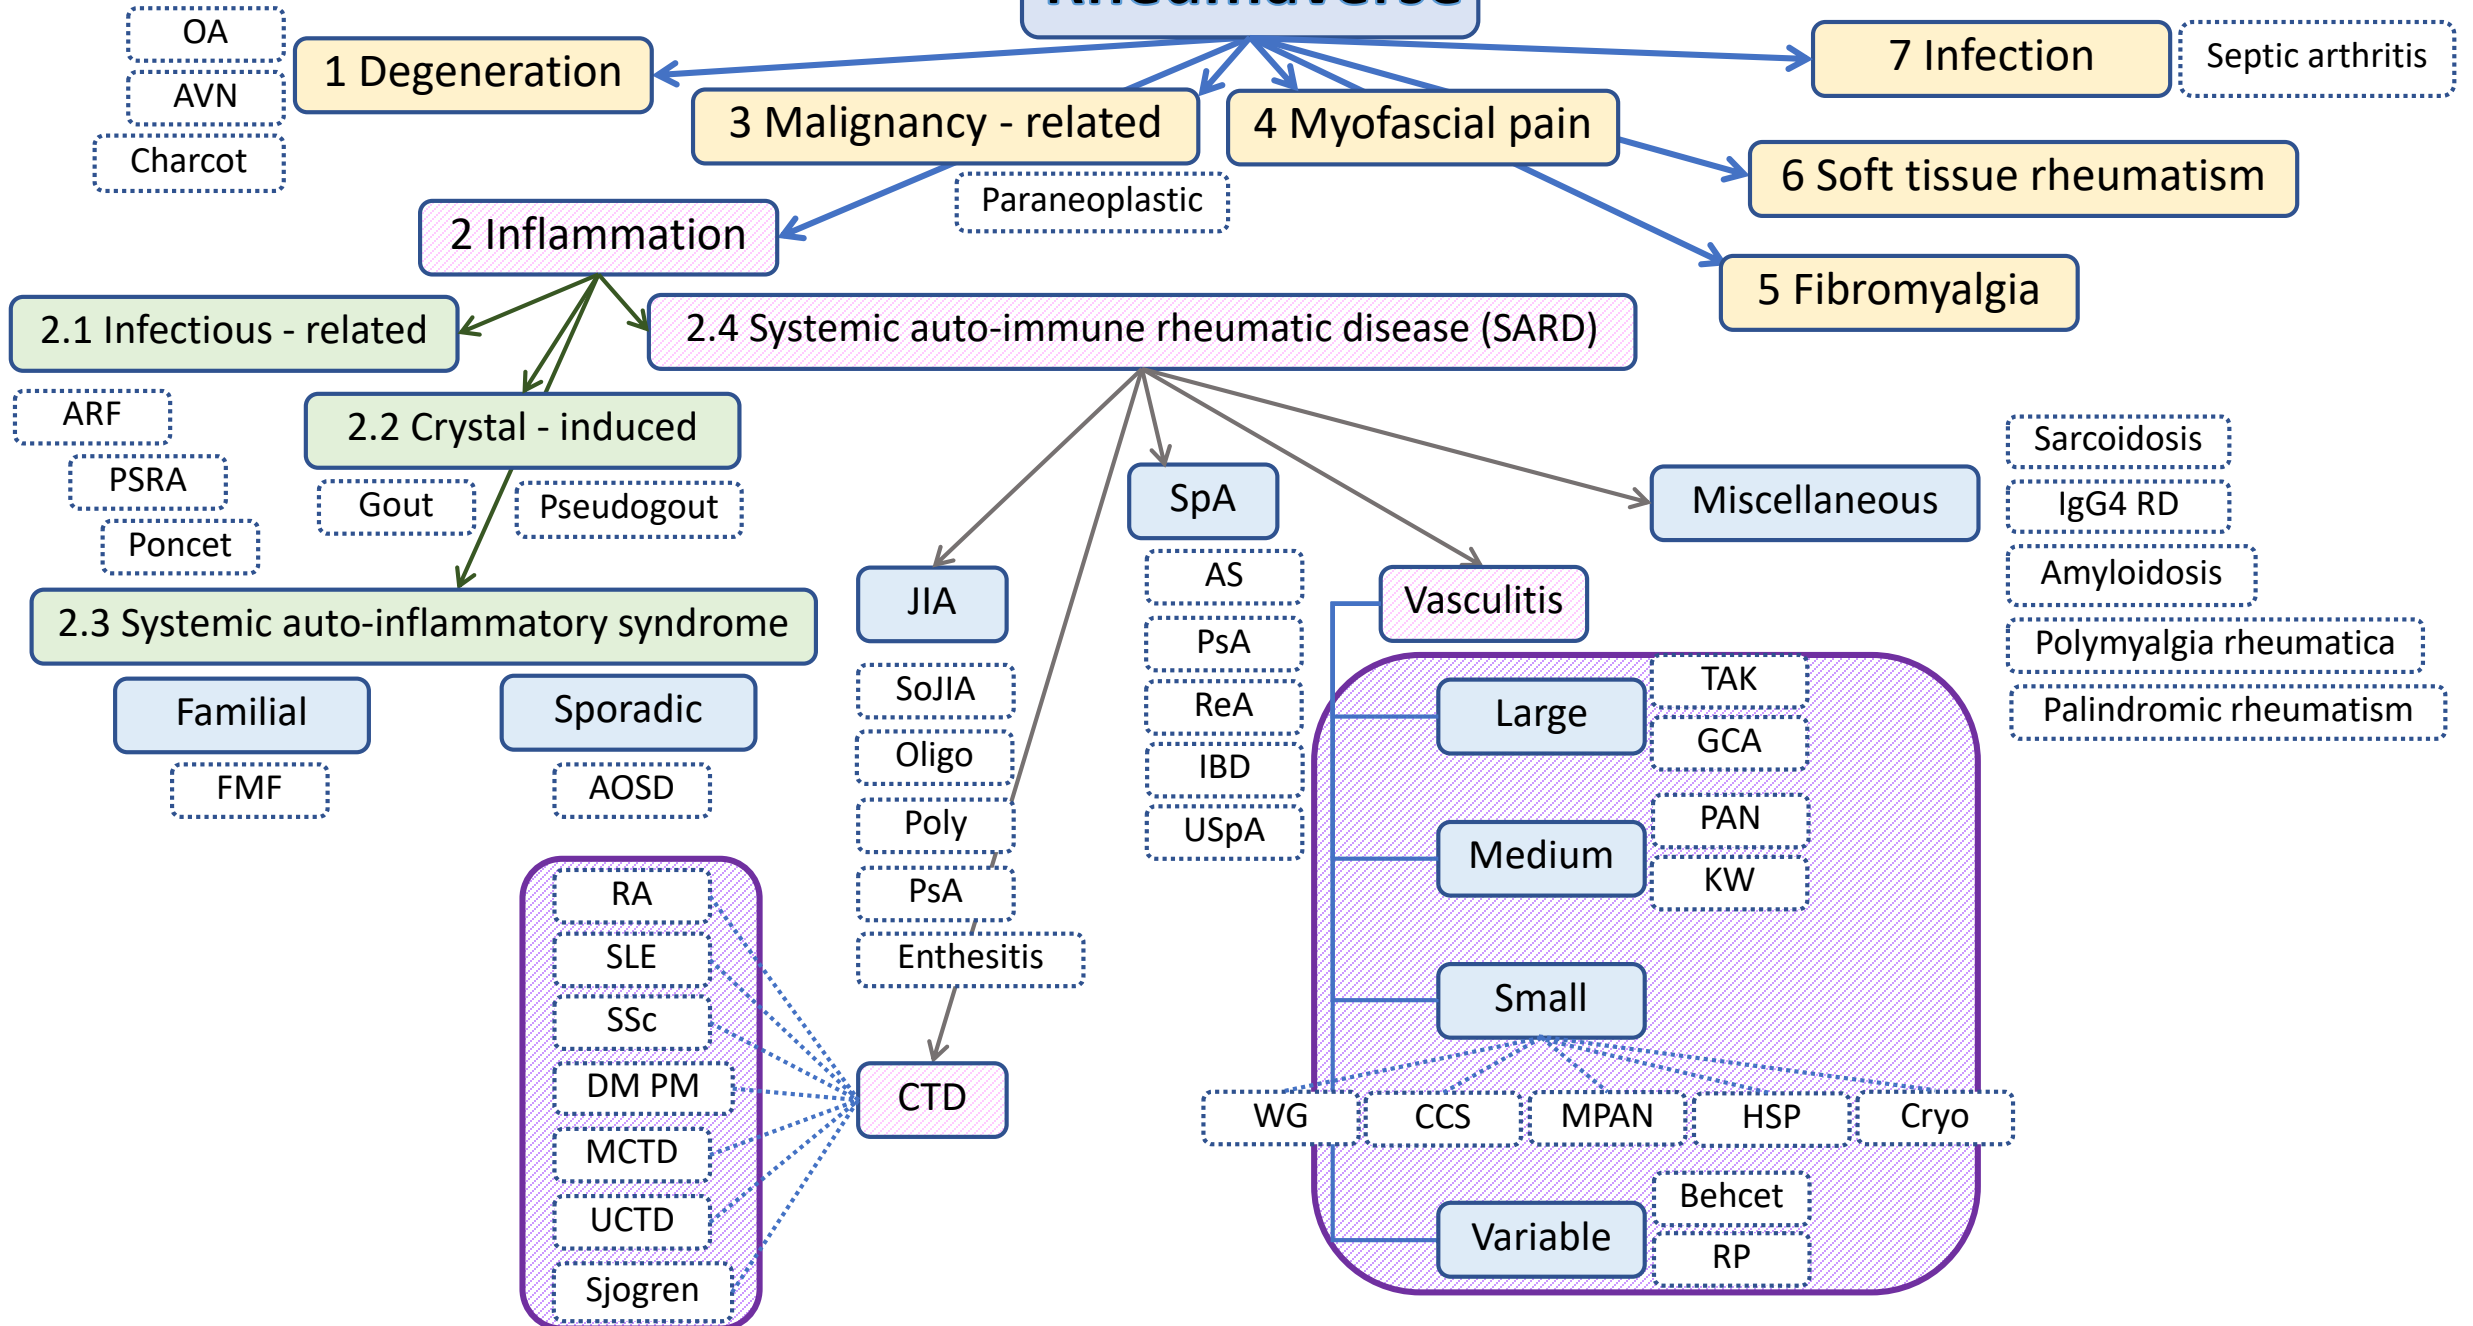 Rheumaverse
OA
AVN
Charcot
1 Degeneration
3 Malignancy - related
Paraneoplastic
4 Myofascial pain
7 Infection
Septic arthritis
6 Soft tissue rheumatism
5 Fibromyalgia
2 Inflammation
2.1 Infectious - related
ARF
PSRA
Poncet
2.2 Crystal - induced
Gout
Pseudogout
2.3 Systemic auto-inflammatory syndrome
Familial
FMF
Sporadic
AOSD
2.4 Systemic auto-immune rheumatic disease (SARD)
JIA
SoJIA
Oligo
Poly
PsA
Enthesitis
CTD
RA
SLE
SSc
DM PM
MCTD
UCTD
Sjogren
SpA
AS
PsA
ReA
IBD
USpA
Vasculitis
Large
TAK
GCA
Medium
PAN
KW
Small
WG
CCS
MPAN
HSP
Cryo
Variable
Behcet
RP
Miscellaneous
Sarcoidosis
IgG4 RD
Amyloidosis
Polymyalgia rheumatica
Palindromic rheumatism